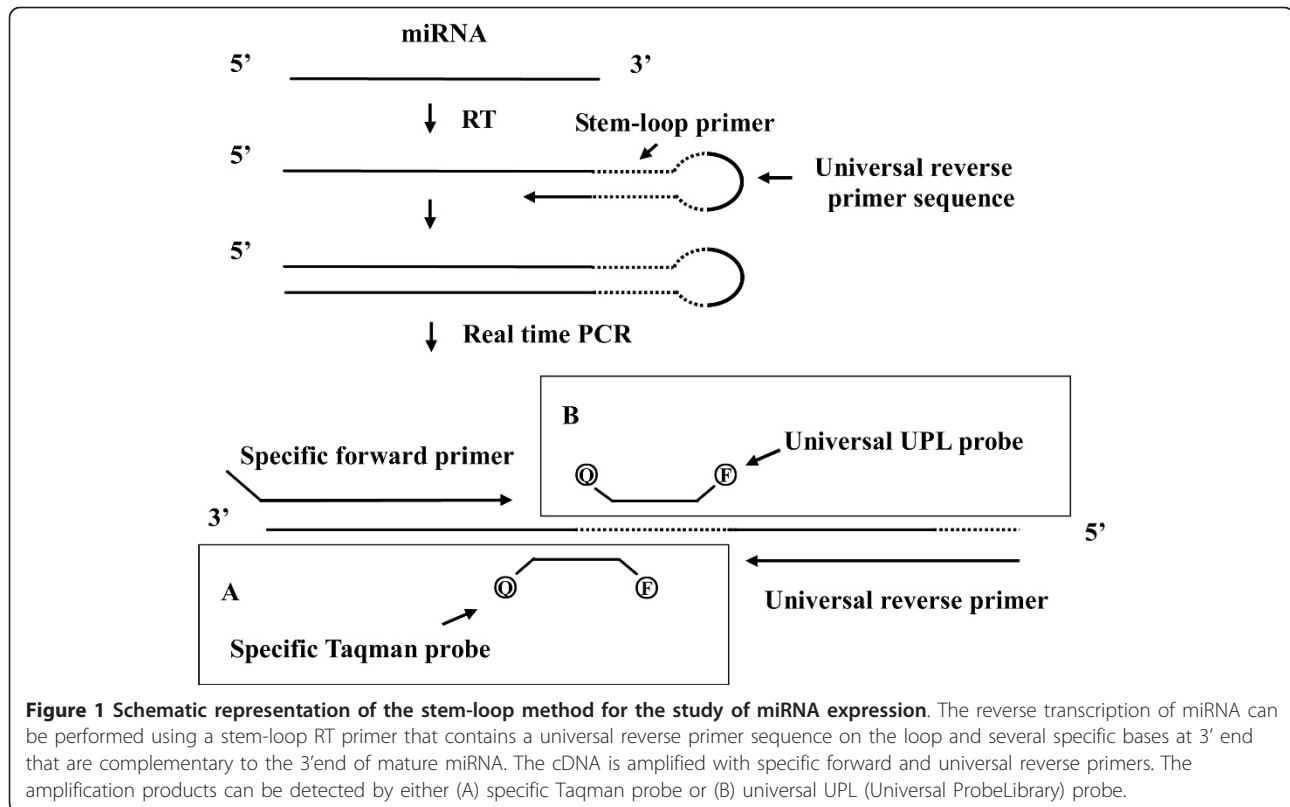 miRNA
5’ 3’
RT
Stem-loop primer
5’
Universal reverse
primer sequence
5’
Real time PCR
B
Universal UPL probe
Specific forward primer
Q F
3’ 5’
A
Q F
Universal reverse primer
Specific Taqman probe
Figure 1 Schematic representation of the stem-loop method for the study of miRNA expression. The reverse transcription of miRNA can
be performed using a stem-loop RT primer that contains a universal reverse primer sequence on the loop and several specific bases at 3’ end
that are complementary to the 3’end of mature miRNA. The cDNA is amplified with specific forward and universal reverse primers. The
amplification products can be detected by either (A) specific Taqman probe or (B) universal UPL (Universal ProbeLibrary) probe.